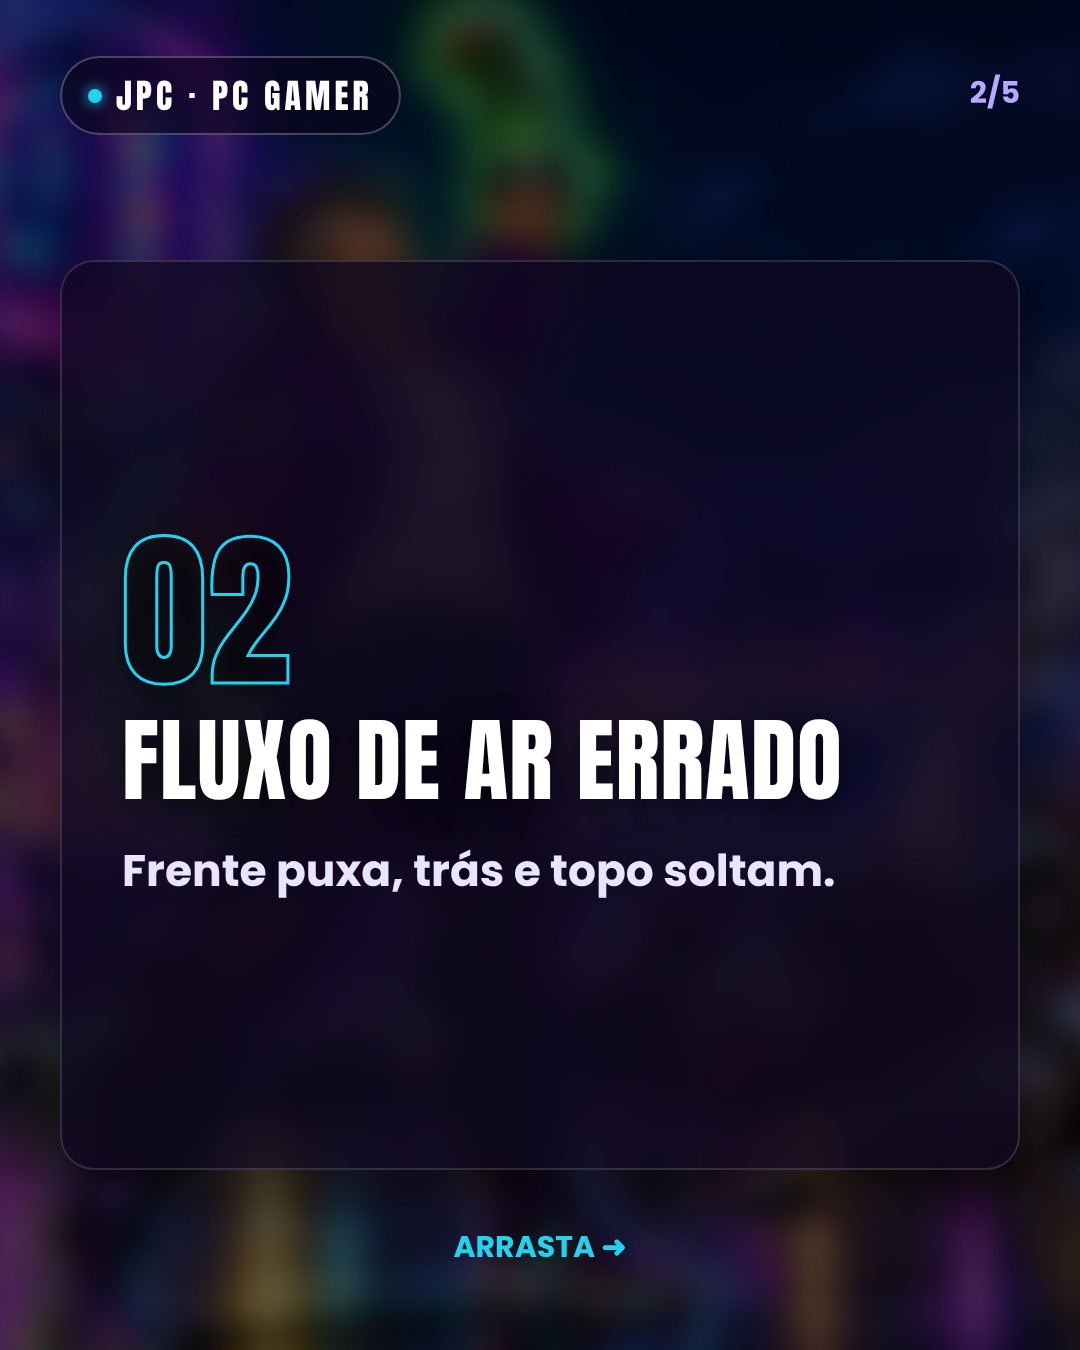 JPC · PC GAMER
2/5
02
FLUXO DE AR ERRADO
Frente puxa, trás e topo soltam.
ARRASTA ➜